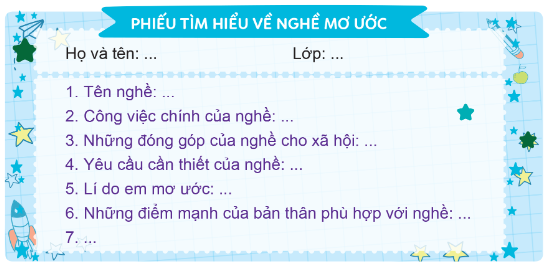 PHIẾU TÌM HIỂU VỀ NGHỀ MƠ ƯỚC
Họ và tên: ... Lớp: ...
1. Tên nghề: ...
2. Công việc chính của nghề: ...
3. Những đóng góp của nghề cho xã hội: ...
4. Yêu cầu cần thiết của nghề: ...
5. Lí do em mơ ước: ...
6. Những điểm mạnh của bản thân phù hợp với nghề: ...
7. ...